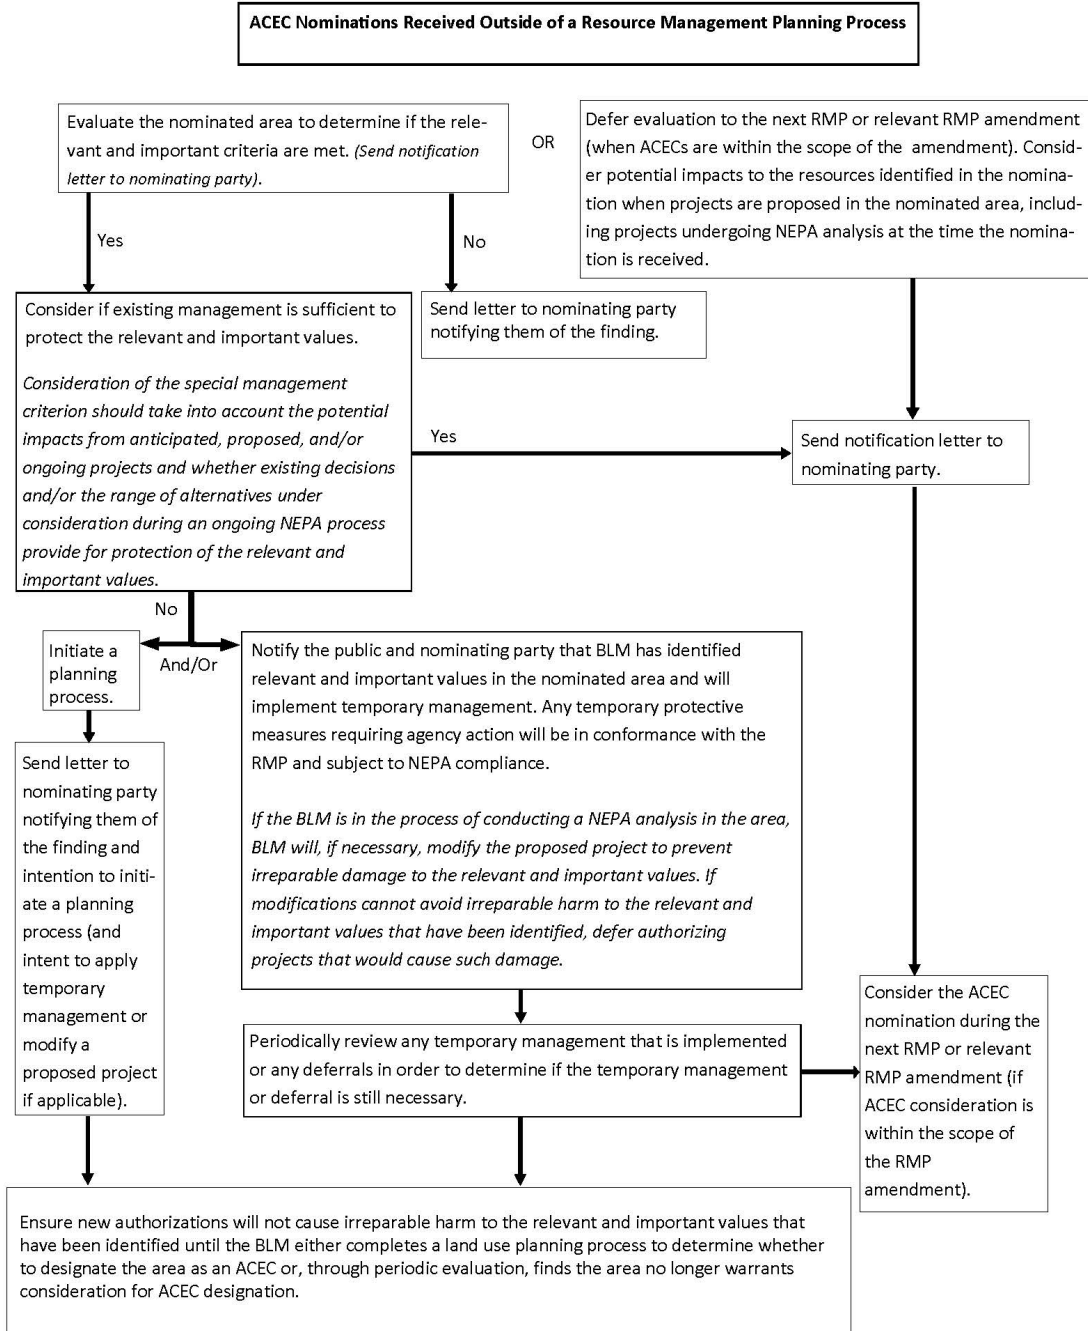 ACEC Nominations Received Outside of a Resource Management Planning Process
Evaluate the nominated area to determine if the rele-
vant and important criteria are met. (Send notification
letter to nominating party).
OR
Defer evaluation to the next RMP or relevant RMP amendment
(when ACECs are within the scope of the amendment). Consid-
er potential impacts to the resources identified in the nomina-
tion when projects are proposed in the nominated area, includ-
ing projects undergoing NEPA analysis at the time the nomina-
tion is received.
Yes
No
Consider if existing management is sufficient to
protect the relevant and important values.
Consideration of the special management
criterion should take into account the potential
impacts from anticipated, proposed, and/or
ongoing projects and whether existing decisions
and/or the range of alternatives under
consideration during an ongoing NEPA process
provide for protection of the relevant and
important values.
Send letter to nominating party
notifying them of the finding.
Yes
Send notification letter to
nominating party.
No
And/Or
Initiate a
planning
process.
Notify the public and nominating party that BLM has identified
relevant and important values in the nominated area and will
implement temporary management. Any temporary protective
measures requiring agency action will be in conformance with the
RMP and subject to NEPA compliance.
If the BLM is in the process of conducting a NEPA analysis in the area,
BLM will, if necessary, modify the proposed project to prevent
irreparable damage to the relevant and important values. If
modifications cannot avoid irreparable harm to the relevant and
important values that have been identified, defer authorizing
projects that would cause such damage.
Send letter to
nominating party
notifying them of
the finding and
intention to initi-
ate a planning
process (and
intent to apply
temporary
management or
modify a
proposed project
if applicable).
Periodically review any temporary management that is implemented
or any deferrals in order to determine if the temporary management
or deferral is still necessary.
Consider the ACEC
nomination during the
next RMP or relevant
RMP amendment (if
ACEC consideration is
within the scope of
the RMP
amendment).
Ensure new authorizations will not cause irreparable harm to the relevant and important values that
have been identified until the BLM either completes a land use planning process to determine whether
to designate the area as an ACEC or, through periodic evaluation, finds the area no longer warrants
consideration for ACEC designation.